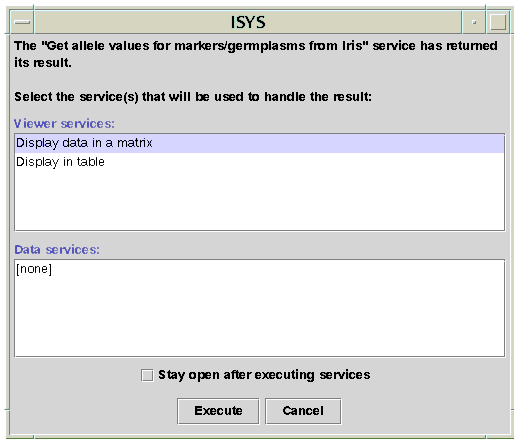 ISYS
The "Get allele values for markers/germplasms from Iris" service has returned
its result.
Select the service(s) that will be used to handle the result:
Viewer services:
Display data in a matrix
Display in table
Data services:
[none]
Stay open after executing services
Execute Cancel